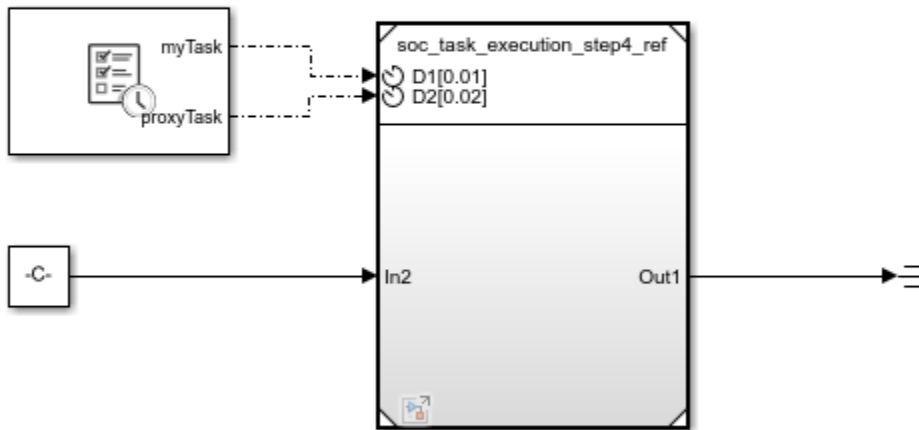 myTask
proxyTask
soc_task_execution_step4_ref
D1[0.01]
D2[0.02]
-C-
In2
Out1